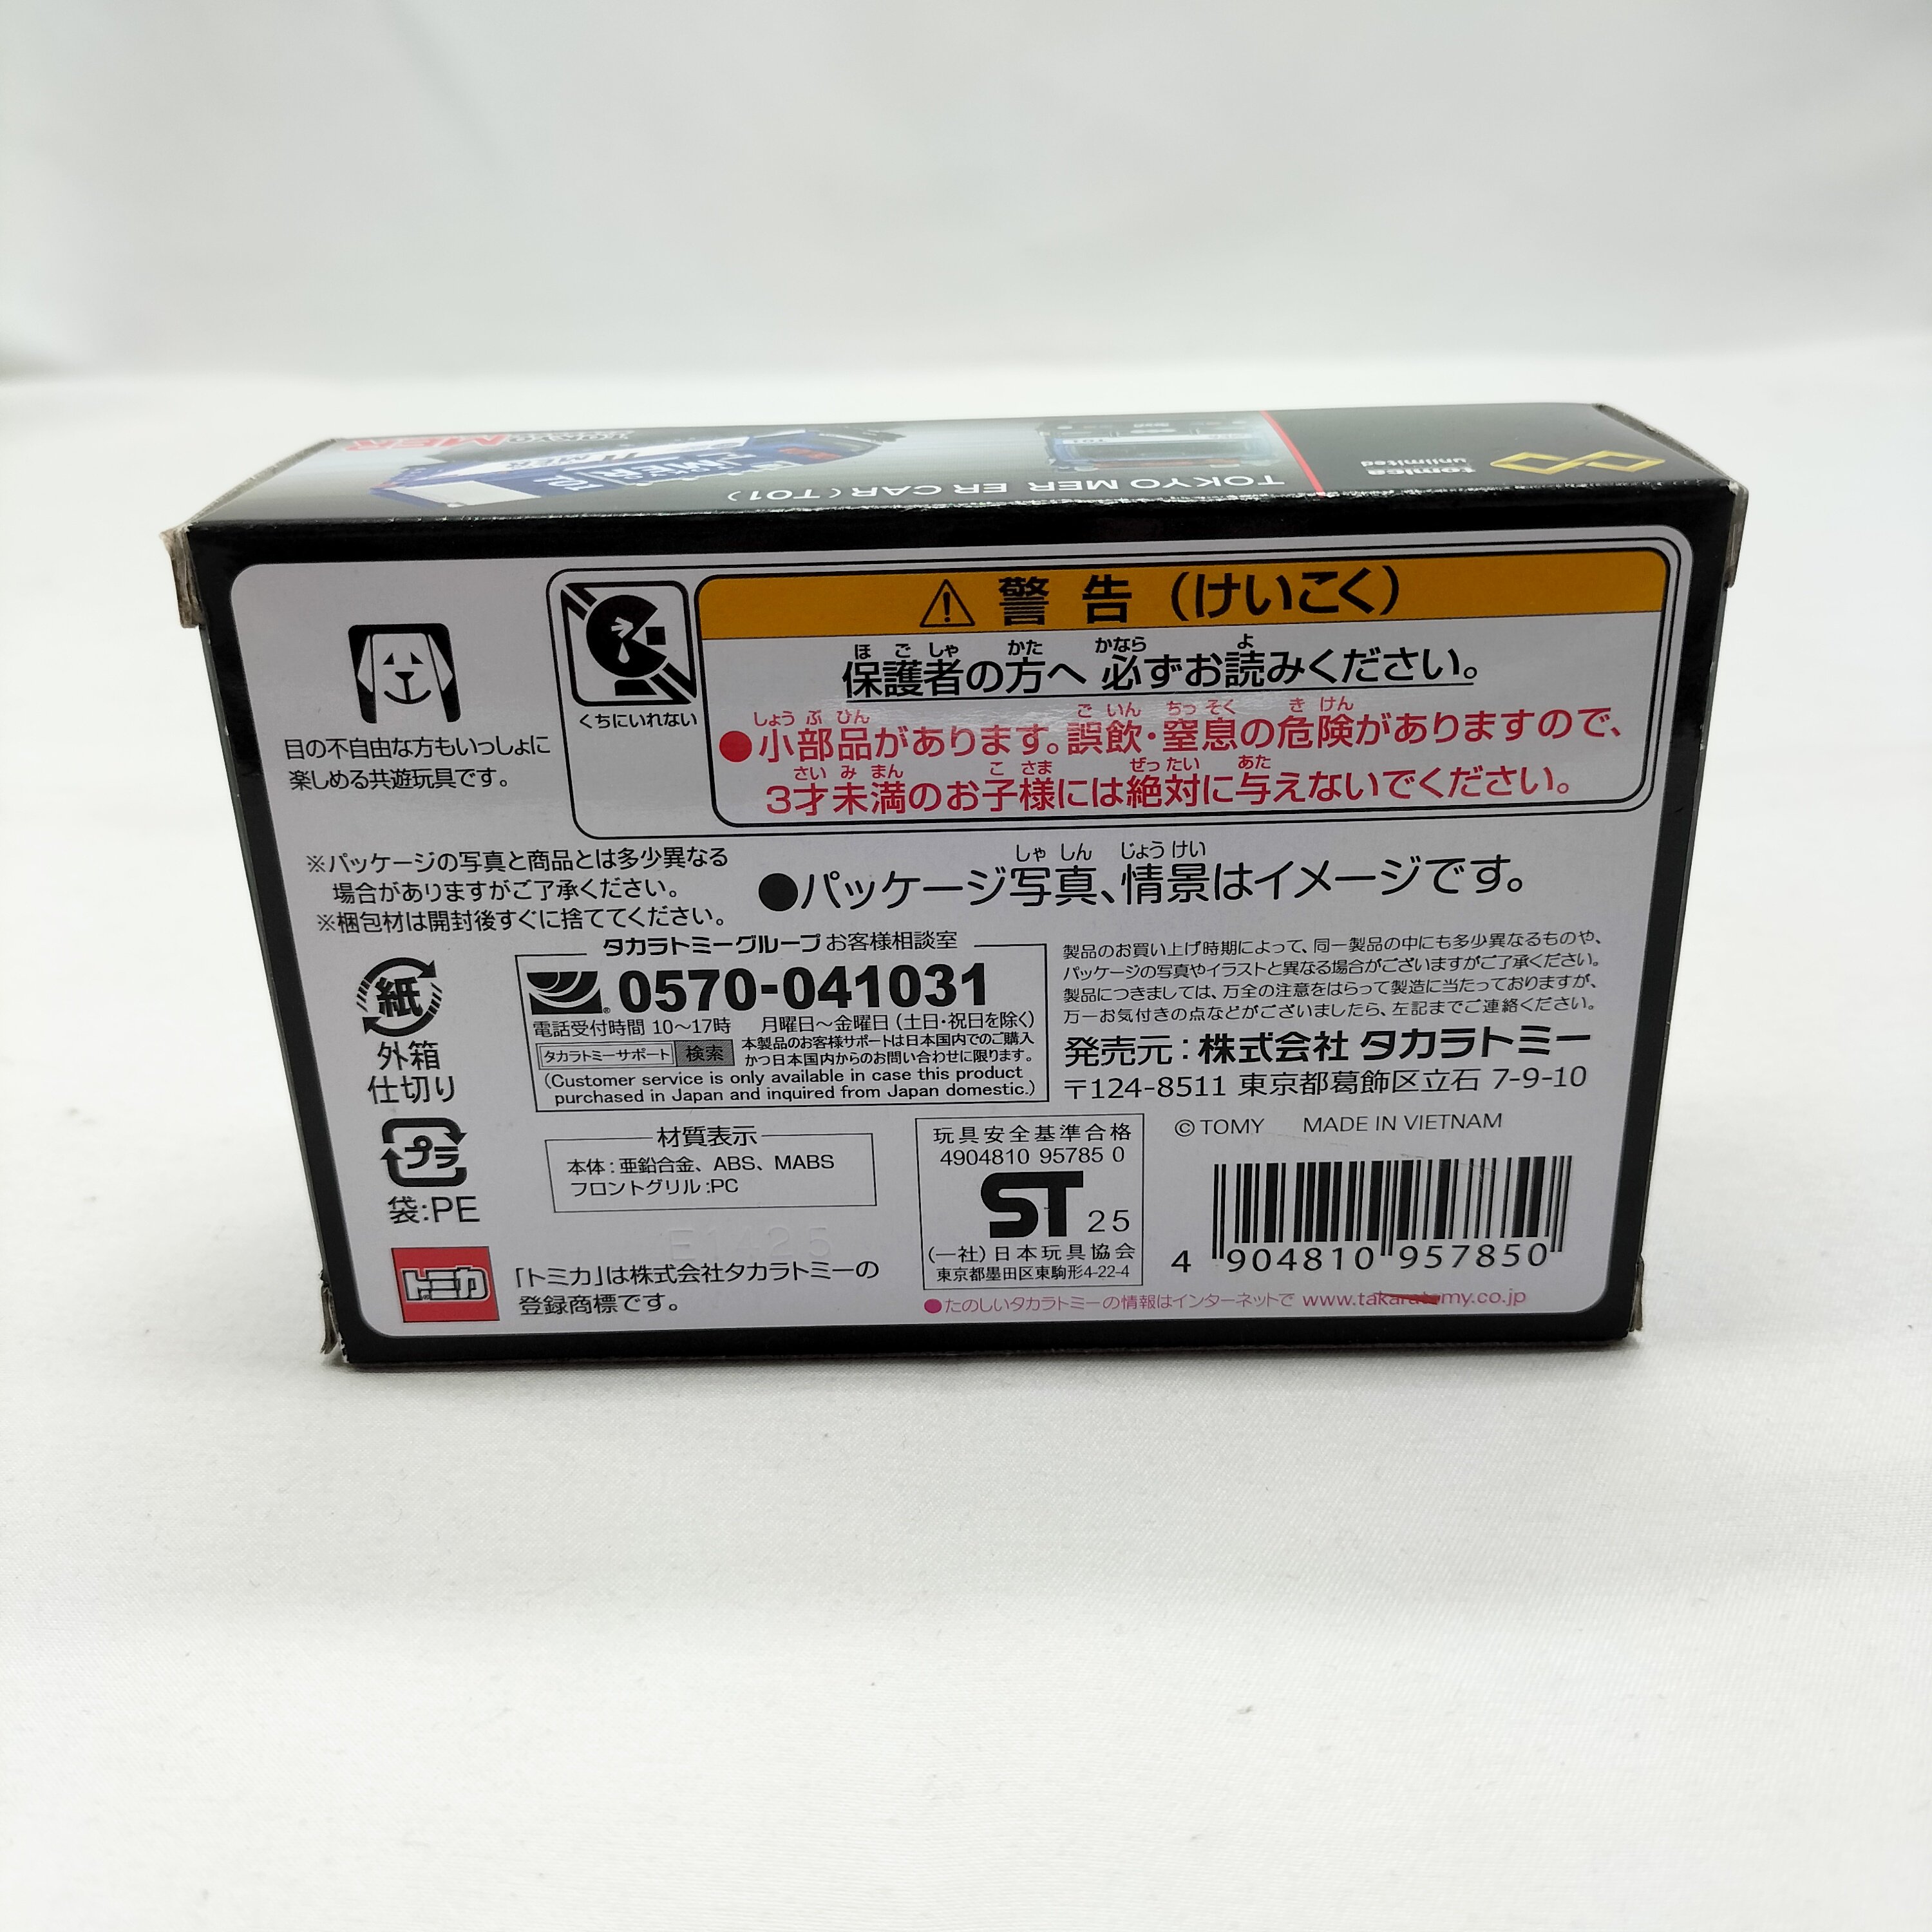 tomica
unlimited
TOKYO MER ER CAR (T01)
TOKYO MER
警告（けいこく）
保護者の方へ 必ずお読みください。
ほごしゃ かた かなら よ
●小部品があります。誤飲・窒息の危険がありますので、
しょうぶひん ごいん ちっそく きけん
3才未満のお子様には絶対に与えないでください。
さいみまん こさま ぜったい あた
くちにいれない
目の不自由な方もいっしょに
楽しめる共遊玩具です。
※パッケージの写真と商品とは多少異なる
場合がありますがご了承ください。
※梱包材は開封後すぐに捨ててください。
●パッケージ写真、情景はイメージです。
しゃしん じょうけい
紙
外箱
仕切り
プラ
袋:PE
タカラトミーグループお客様相談室
0570-041031
電話受付時間 10～17時 月曜日～金曜日（土日・祝日を除く）
タカラトミーサポート 検索
本製品のお客様サポートは日本国内でのご購入
かつ日本国内からのお問い合わせに限ります。
(Customer service is only available in case this product
purchased in Japan and inquired from Japan domestic.)
製品のお買い上げ時期によって、同一製品の中にも多少異なるものや、
パッケージの写真やイラストと異なる場合がございますがご了承ください。
製品につきましては、万全の注意をはらって製造に当たっておりますが、
万一お気付きの点などがございましたら、左記までご連絡ください。
発売元：株式会社 タカラトミー
〒124-8511 東京都葛飾区立石 7-9-10
© TOMY MADE IN VIETNAM
材質表示
本体：亜鉛合金、ABS、MABS
フロントグリル:PC
E1425
玩具安全基準合格
4904810 95785 0
ST 25
（一社）日本玩具協会
東京都墨田区東駒形4-22-4
4 904810 957850
トミカ
「トミカ」は株式会社タカラトミーの
登録商標です。
●たのしいタカラトミーの情報はインターネットで www.takaratomy.co.jp